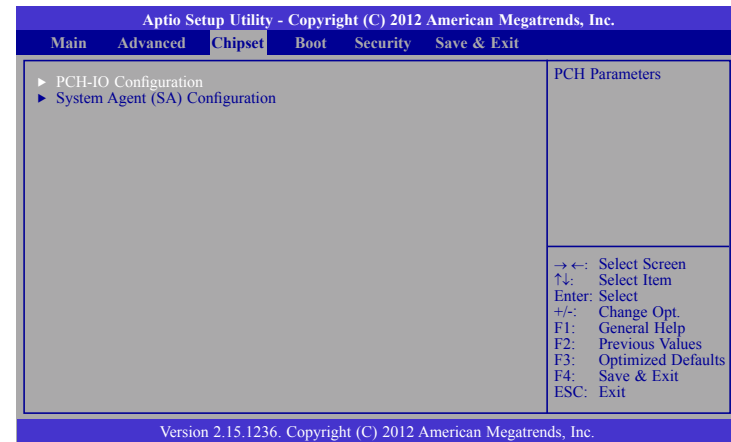 Aptio Setup Utility - Copyright (C) 2012 American Megatrends, Inc.
Main Advanced Chipset Boot Security Save & Exit
► PCH-IO Configuration
► System Agent (SA) Configuration
PCH Parameters
→←: Select Screen
↑↓: Select Item
Enter: Select
+/-: Change Opt.
F1: General Help
F2: Previous Values
F3: Optimized Defaults
F4: Save & Exit
ESC: Exit
Version 2.15.1236. Copyright (C) 2012 American Megatrends, Inc.